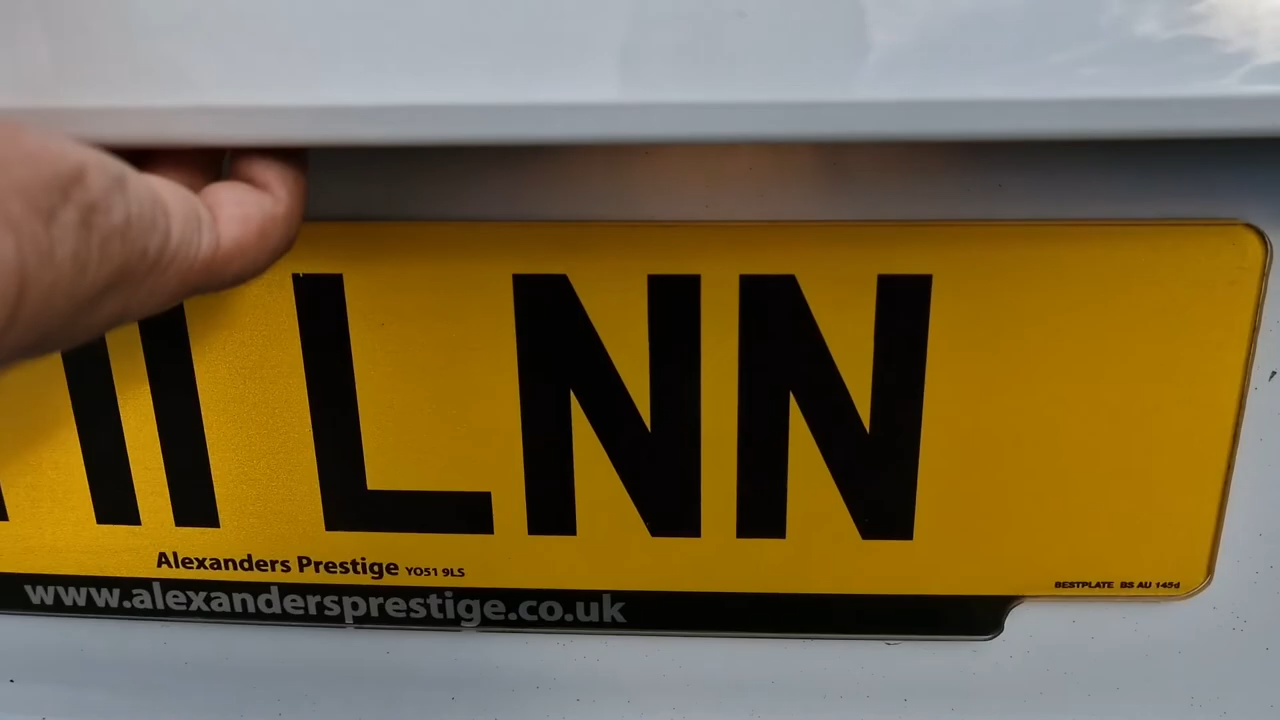 LNN
Alexanders Prestige YO51 9LS
BESTPLATE BS AU 145d
www.alexandersprestige.co.uk